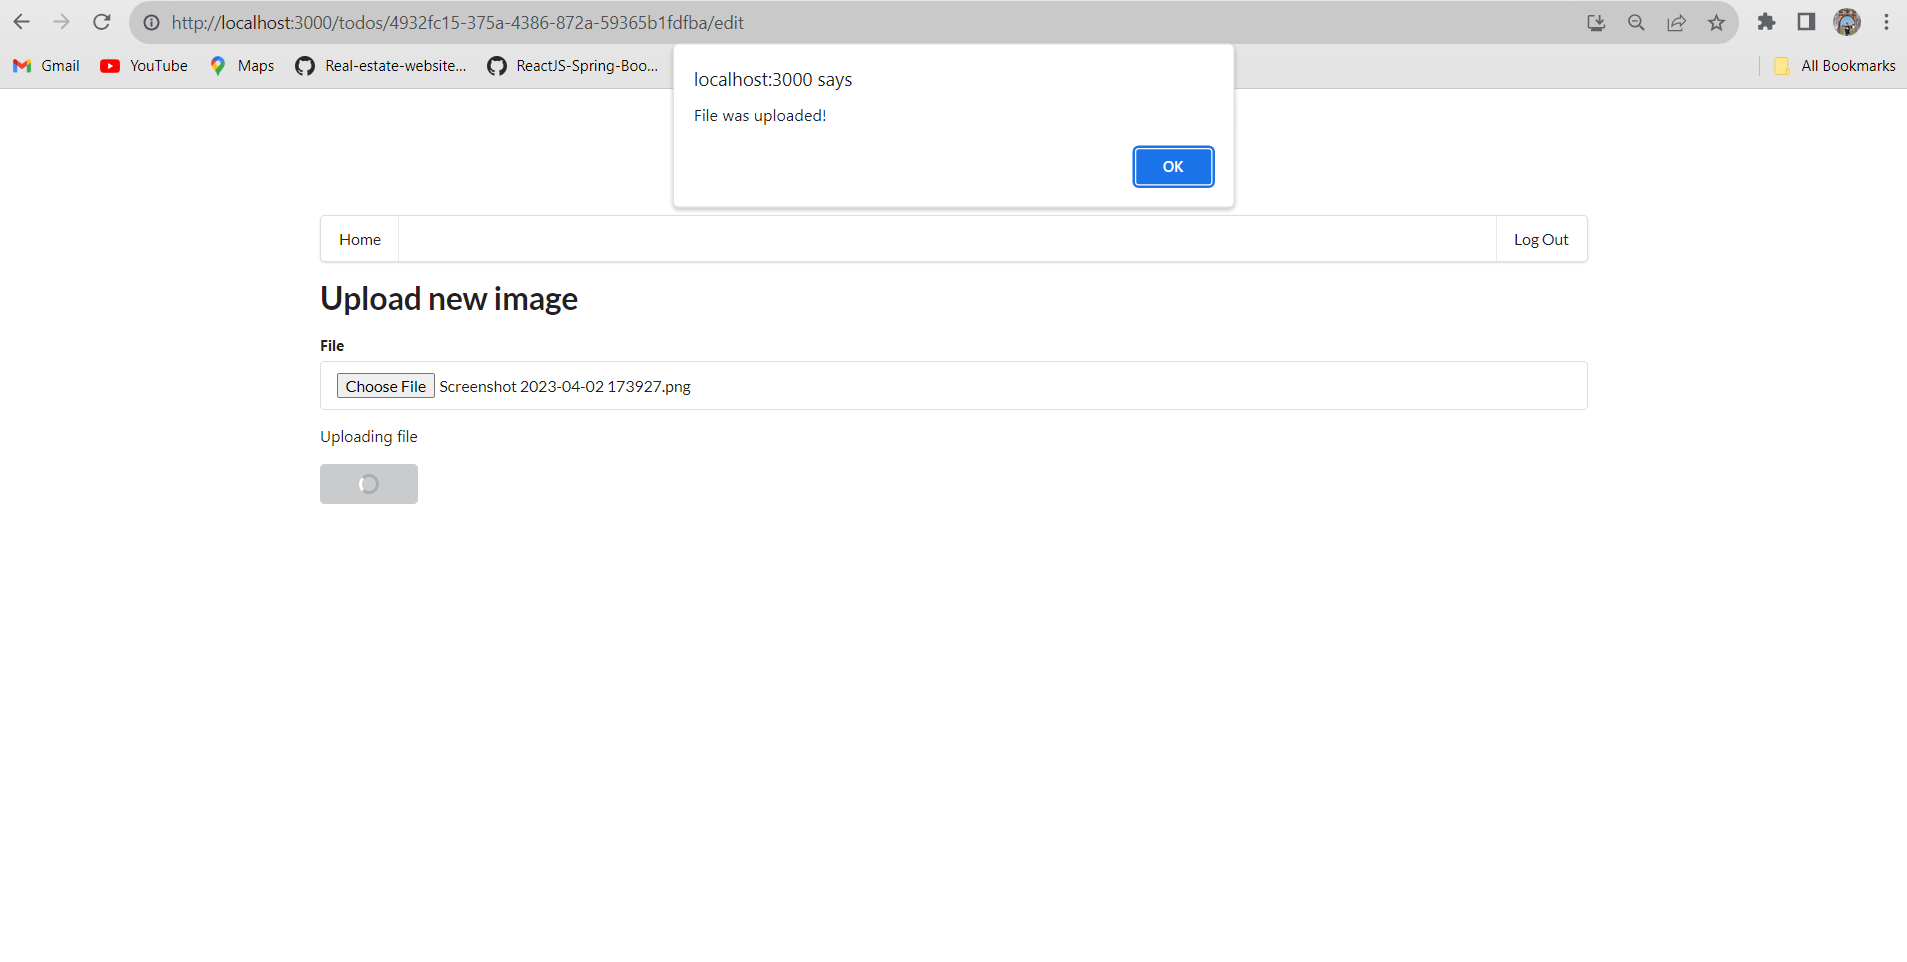 http://localhost:3000/todos/4932fc15-375a-4386-872a-59365b1fdfba/edit
Gmail YouTube Maps Real-estate-website... ReactJS-Spring-Boo... All Bookmarks
localhost:3000 says
File was uploaded!
OK
Home Log Out
Upload new image
File
Choose File Screenshot 2023-04-02 173927.png
Uploading file